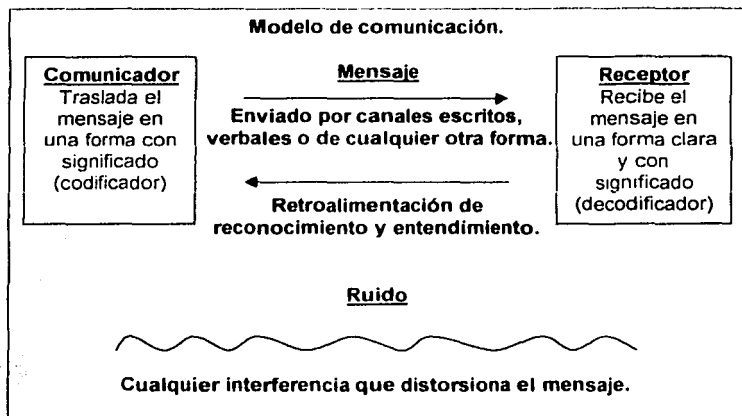 Modelo de comunicación.
Comunicador
Traslada el
mensaje en
una forma con
significado
(codificador)
Mensaje
Enviado por canales escritos,
verbales o de cualquier otra forma.
Retroalimentación de
reconocimiento y entendimiento.
Receptor
Recibe el
mensaje en
una forma clara
y con
significado
(decodificador)
Ruido
Cualquier interferencia que distorsiona el mensaje.